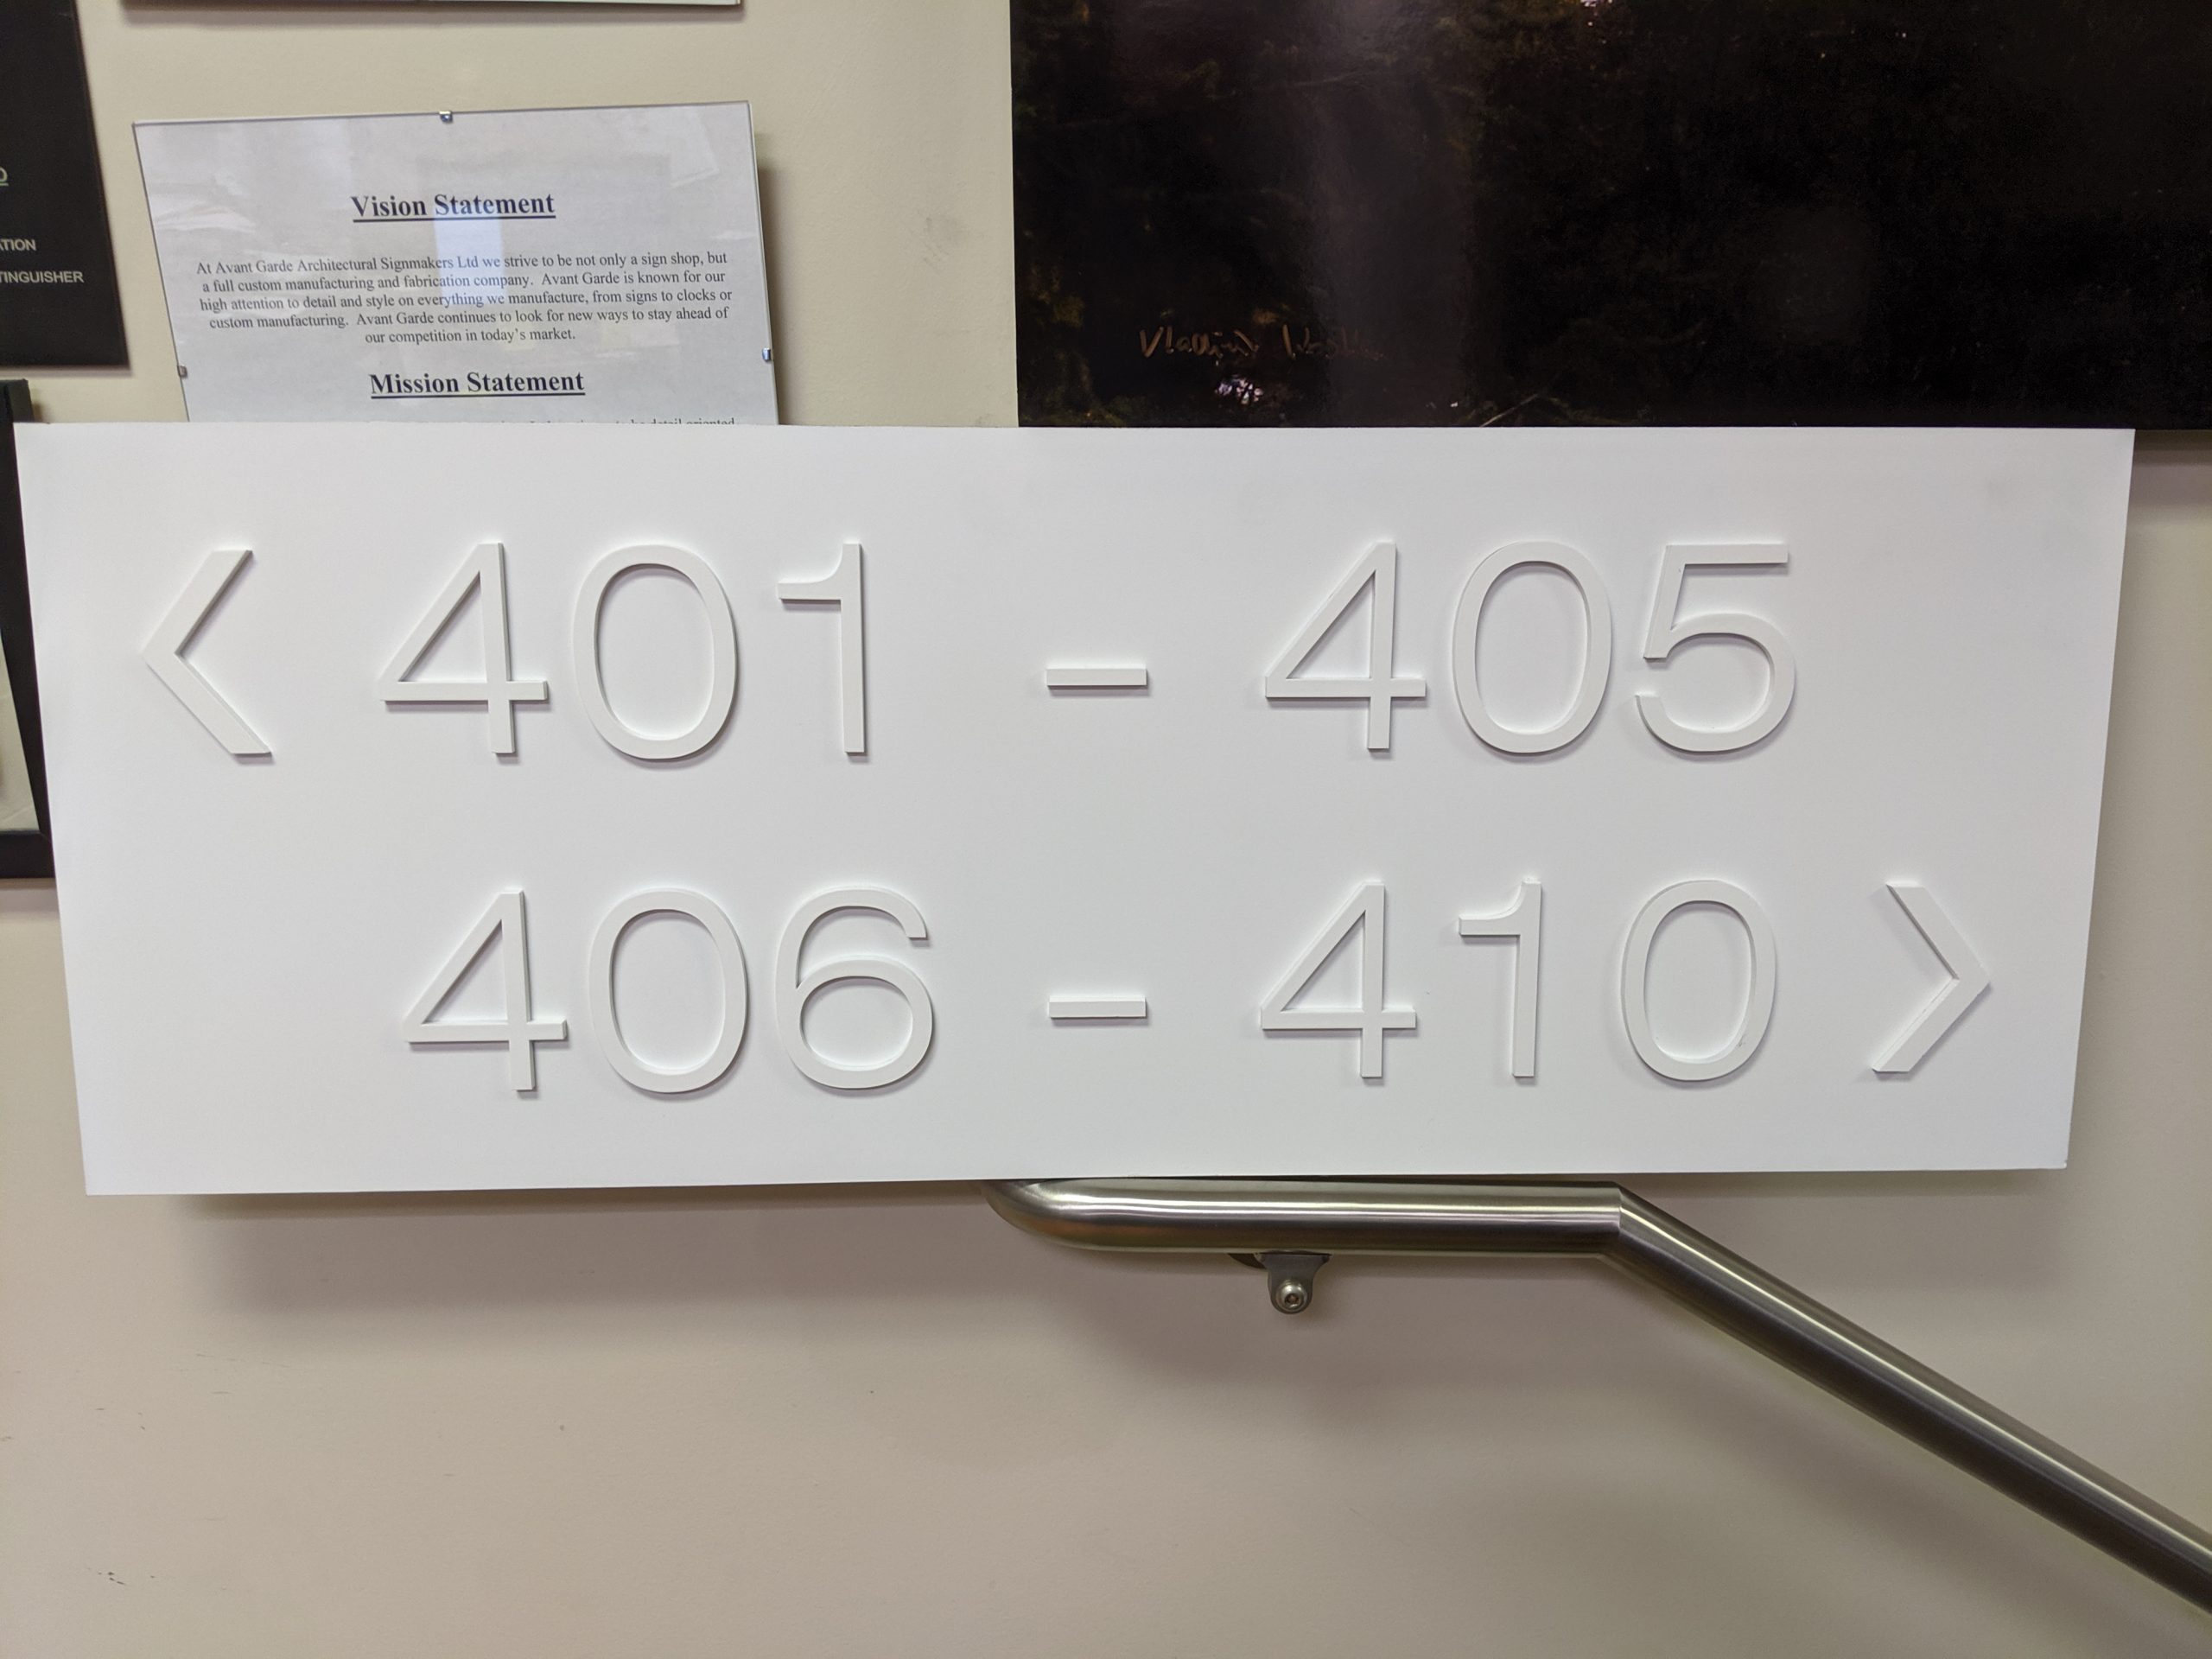 ATION
TINGUISHER
Vision Statement
At Avant Garde Architectural Signmakers Ltd we strive to be not only a sign shop, but
a full custom manufacturing and fabrication company. Avant Garde is known for our
high attention to detail and style on everything we manufacture, from signs to clocks or
custom manufacturing. Avant Garde continues to look for new ways to stay ahead of
our competition in today's market.
Mission Statement
< 401 - 405
406 - 410 >